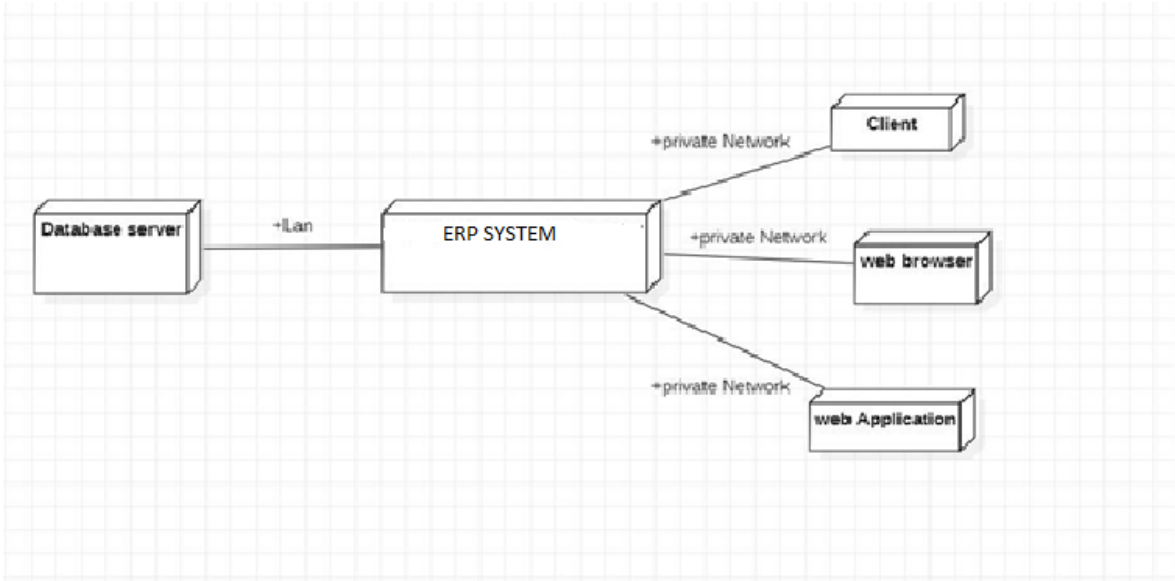 Client
+private Network
Database server
+lLan
ERP SYSTEM
+private Network
web browser
+private Network
web Application